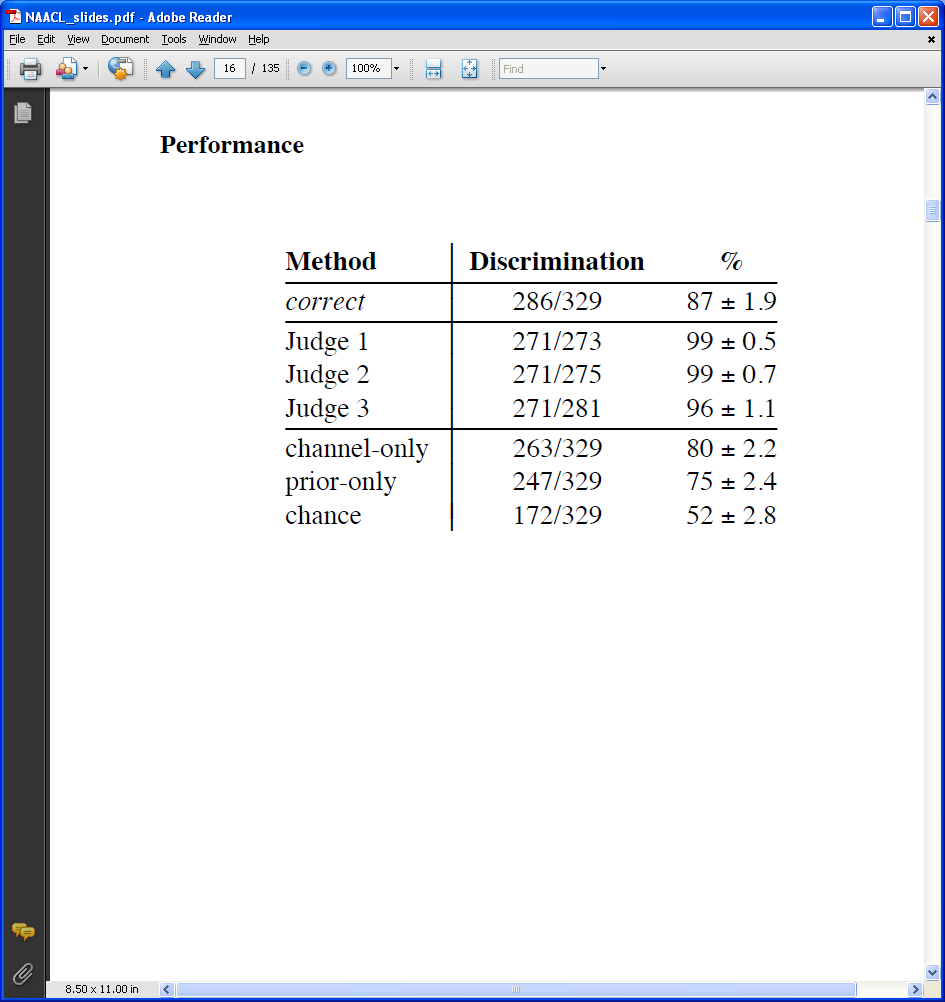 NAACL_slides.pdf - Adobe Reader
File Edit View Document Tools Window Help
16 / 135 100% Find
Performance
Method Discrimination %
correct 286/329 87 ± 1.9
Judge 1 271/273 99 ± 0.5
Judge 2 271/275 99 ± 0.7
Judge 3 271/281 96 ± 1.1
channel-only 263/329 80 ± 2.2
prior-only 247/329 75 ± 2.4
chance 172/329 52 ± 2.8
8.50 x 11.00 in